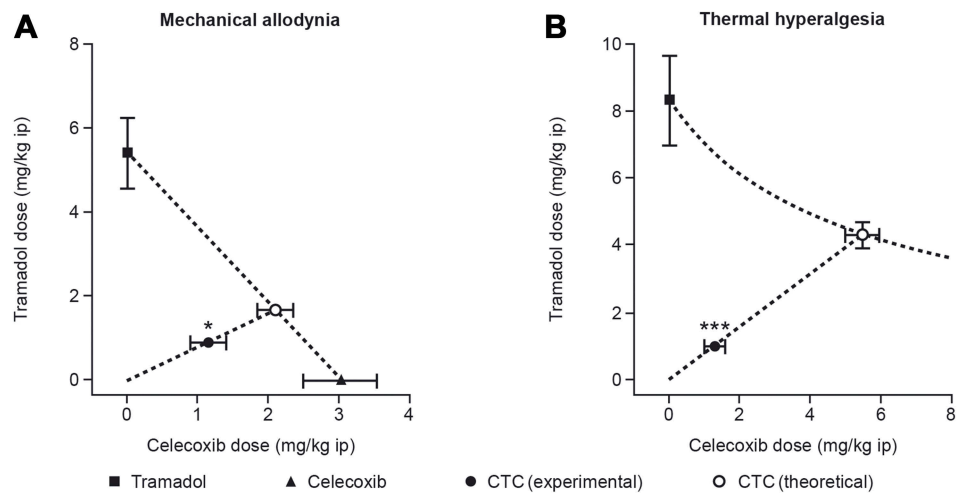 A
Mechanical allodynia
8
6
4
2
0
Tramadol dose (mg/kg ip)
*
0 1 2 3 4
Celecoxib dose (mg/kg ip)
B
Thermal hyperalgesia
10
8
6
4
2
0
Tramadol dose (mg/kg ip)
***
0 2 4 6 8
Celecoxib dose (mg/kg ip)
Tramadol Celecoxib CTC (experimental) CTC (theoretical)